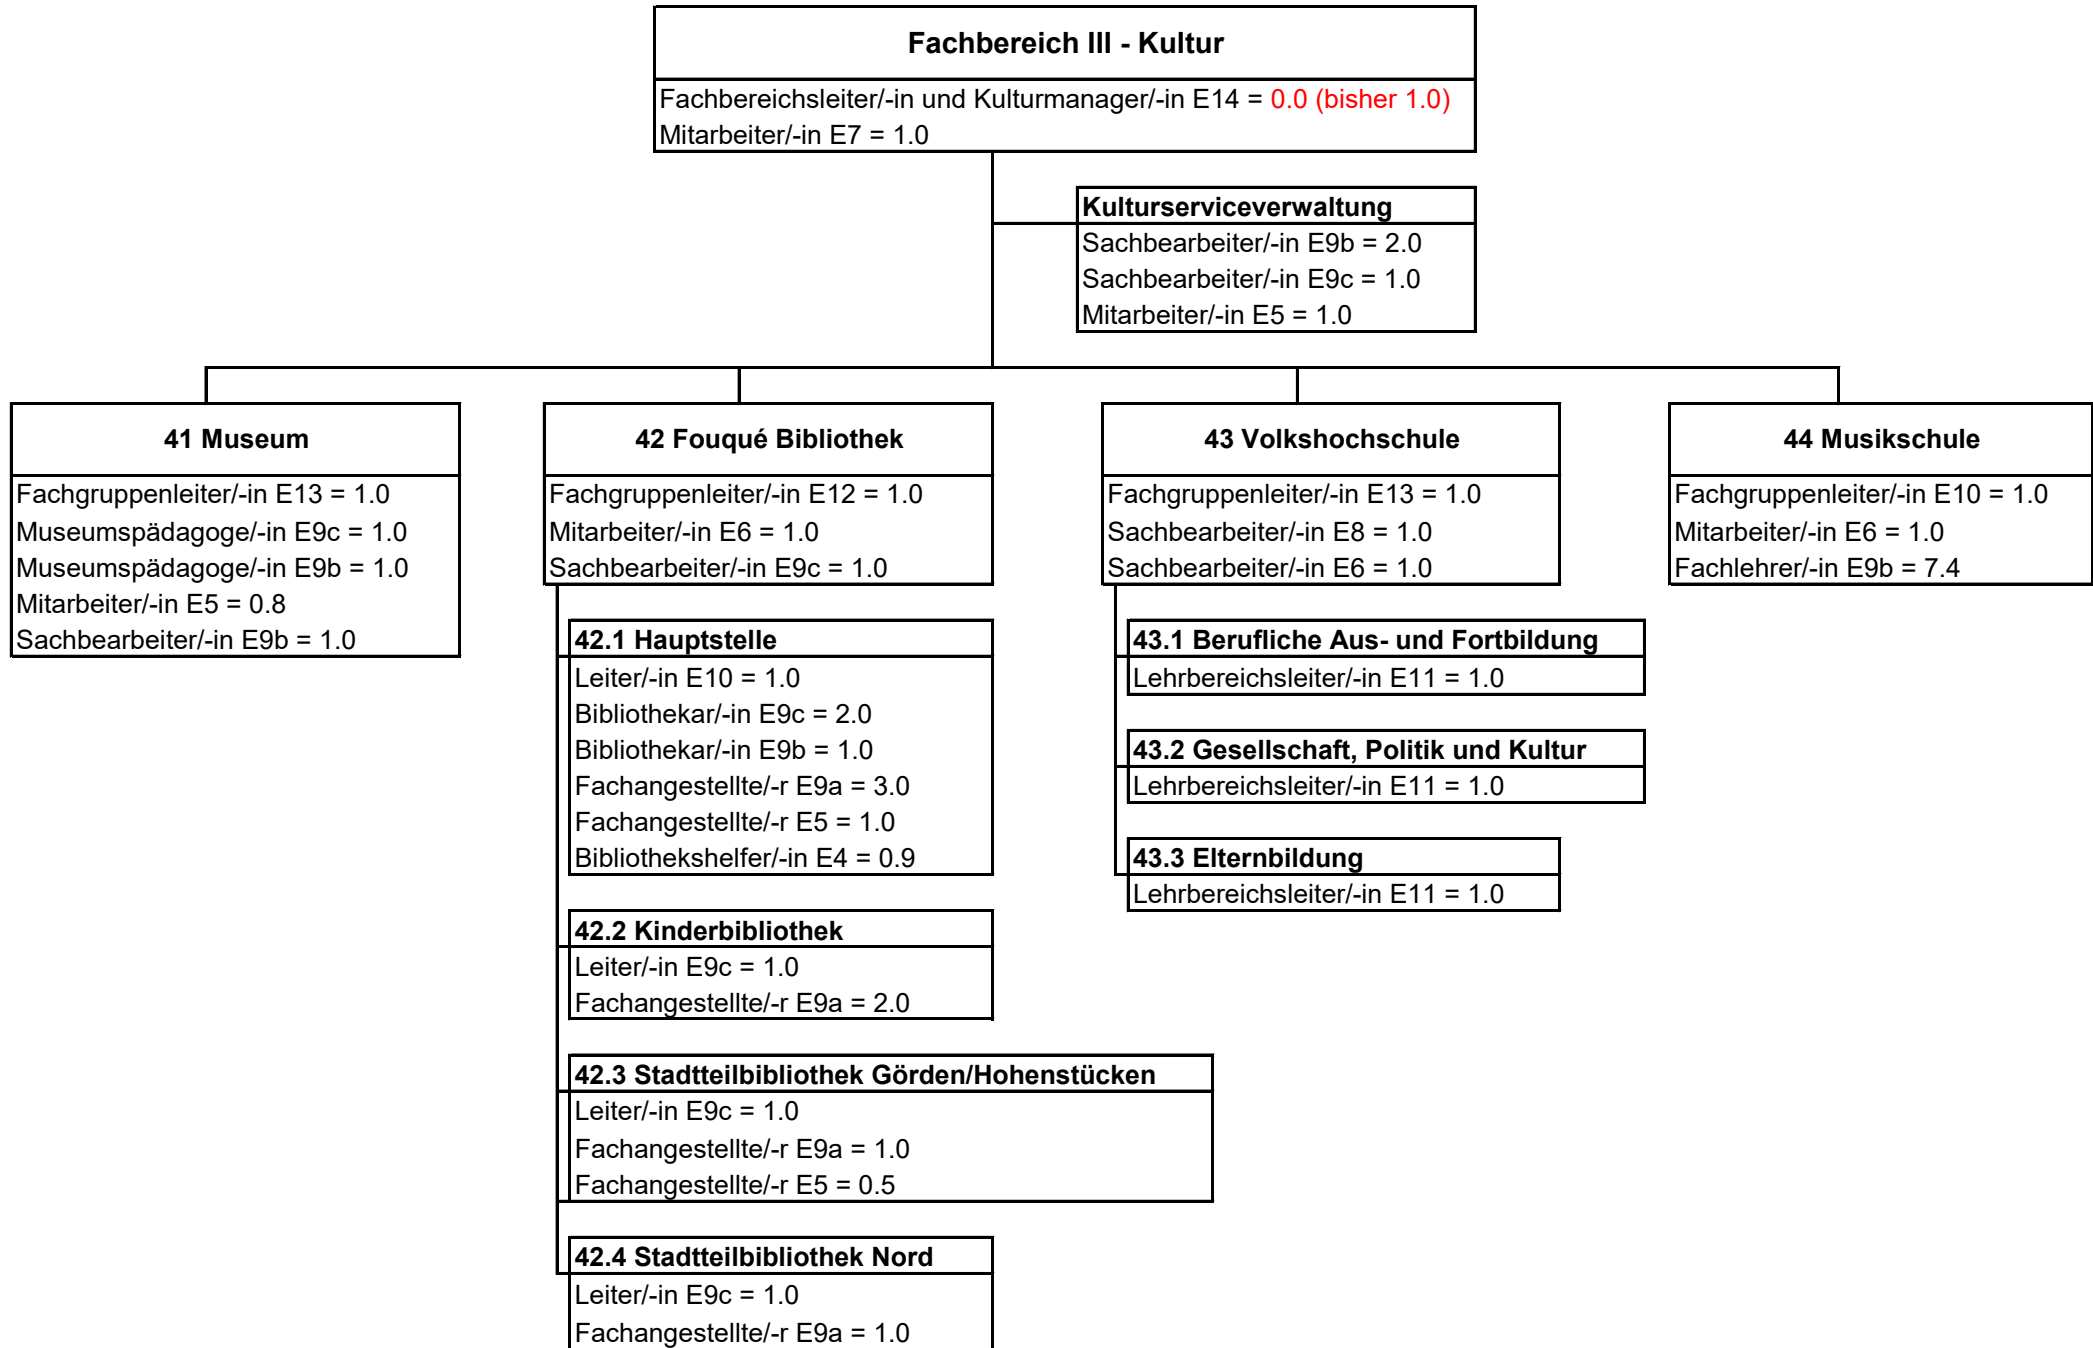 Fachbereich III - Kultur
Fachbereichsleiter/-in und Kulturmanager/-in E14 = 0.0 (bisher 1.0)
Mitarbeiter/-in E7 = 1.0
Kulturserviceverwaltung
Sachbearbeiter/-in E9b = 2.0
Sachbearbeiter/-in E9c = 1.0
Mitarbeiter/-in E5 = 1.0
41 Museum
Fachgruppenleiter/-in E13 = 1.0
Museumspädagoge/-in E9c = 1.0
Museumspädagoge/-in E9b = 1.0
Mitarbeiter/-in E5 = 0.8
Sachbearbeiter/-in E9b = 1.0
42 Fouqué Bibliothek
Fachgruppenleiter/-in E12 = 1.0
Mitarbeiter/-in E6 = 1.0
Sachbearbeiter/-in E9c = 1.0
42.1 Hauptstelle
Leiter/-in E10 = 1.0
Bibliothekar/-in E9c = 2.0
Bibliothekar/-in E9b = 1.0
Fachangestellte/-r E9a = 3.0
Fachangestellte/-r E5 = 1.0
Bibliothekshelfer/-in E4 = 0.9
42.2 Kinderbibliothek
Leiter/-in E9c = 1.0
Fachangestellte/-r E9a = 2.0
42.3 Stadtteilbibliothek Görden/Hohenstücken
Leiter/-in E9c = 1.0
Fachangestellte/-r E9a = 1.0
Fachangestellte/-r E5 = 0.5
42.4 Stadtteilbibliothek Nord
Leiter/-in E9c = 1.0
Fachangestellte/-r E9a = 1.0
43 Volkshochschule
Fachgruppenleiter/-in E13 = 1.0
Sachbearbeiter/-in E8 = 1.0
Sachbearbeiter/-in E6 = 1.0
43.1 Berufliche Aus- und Fortbildung
Lehrbereichsleiter/-in E11 = 1.0
43.2 Gesellschaft, Politik und Kultur
Lehrbereichsleiter/-in E11 = 1.0
43.3 Elternbildung
Lehrbereichsleiter/-in E11 = 1.0
44 Musikschule
Fachgruppenleiter/-in E10 = 1.0
Mitarbeiter/-in E6 = 1.0
Fachlehrer/-in E9b = 7.4